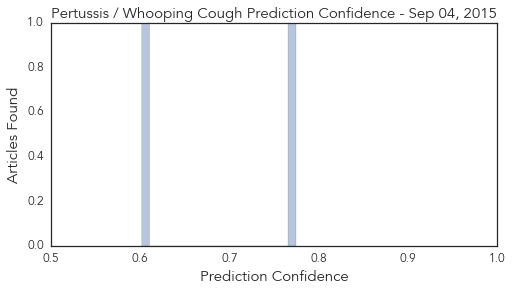 Pertussis / Whooping Cough Prediction Confidence - Sep 04, 2015
Articles Found
1.0
0.8
0.6
0.4
0.2
0.0
0.5 0.6 0.7 0.8 0.9 1.0
Prediction Confidence